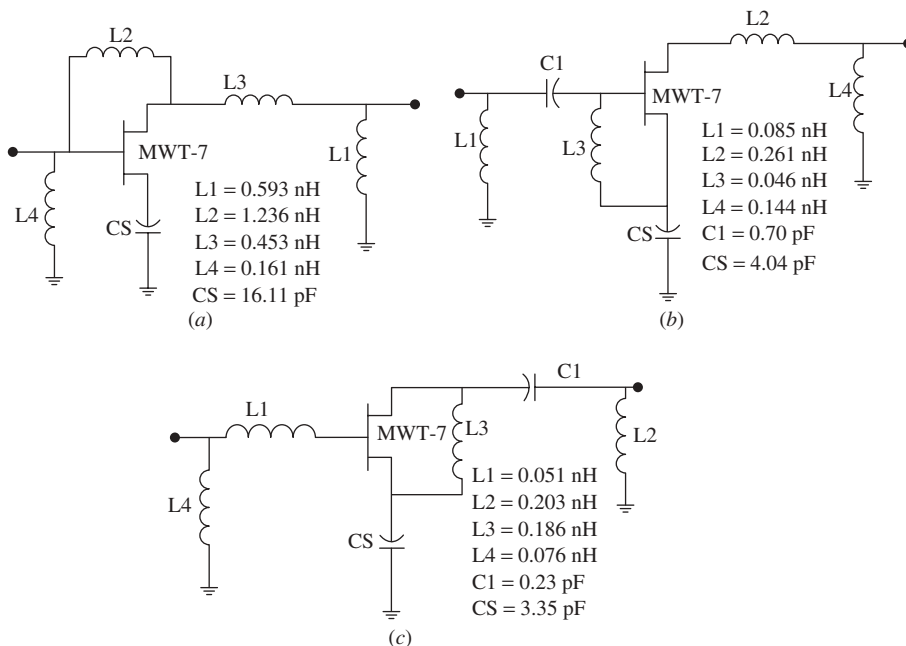 L2
L3
MWT-7
L1
L4
CS
L1 = 0.593 nH
L2 = 1.236 nH
L3 = 0.453 nH
L4 = 0.161 nH
CS = 16.11 pF
(a)
L2
C1
MWT-7
L4
L1
L3
CS
L1 = 0.085 nH
L2 = 0.261 nH
L3 = 0.046 nH
L4 = 0.144 nH
C1 = 0.70 pF
CS = 4.04 pF
(b)
C1
L1
MWT-7
L3
L2
L4
CS
L1 = 0.051 nH
L2 = 0.203 nH
L3 = 0.186 nH
L4 = 0.076 nH
C1 = 0.23 pF
CS = 3.35 pF
(c)